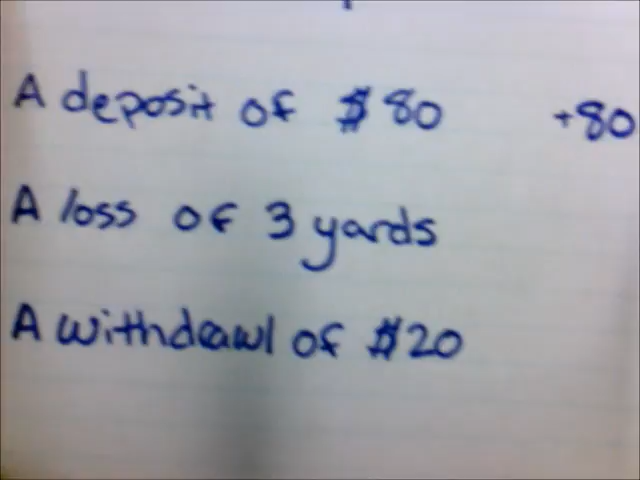 A deposit of $80 +80
A loss of 3 yards
A withdrawl of $20